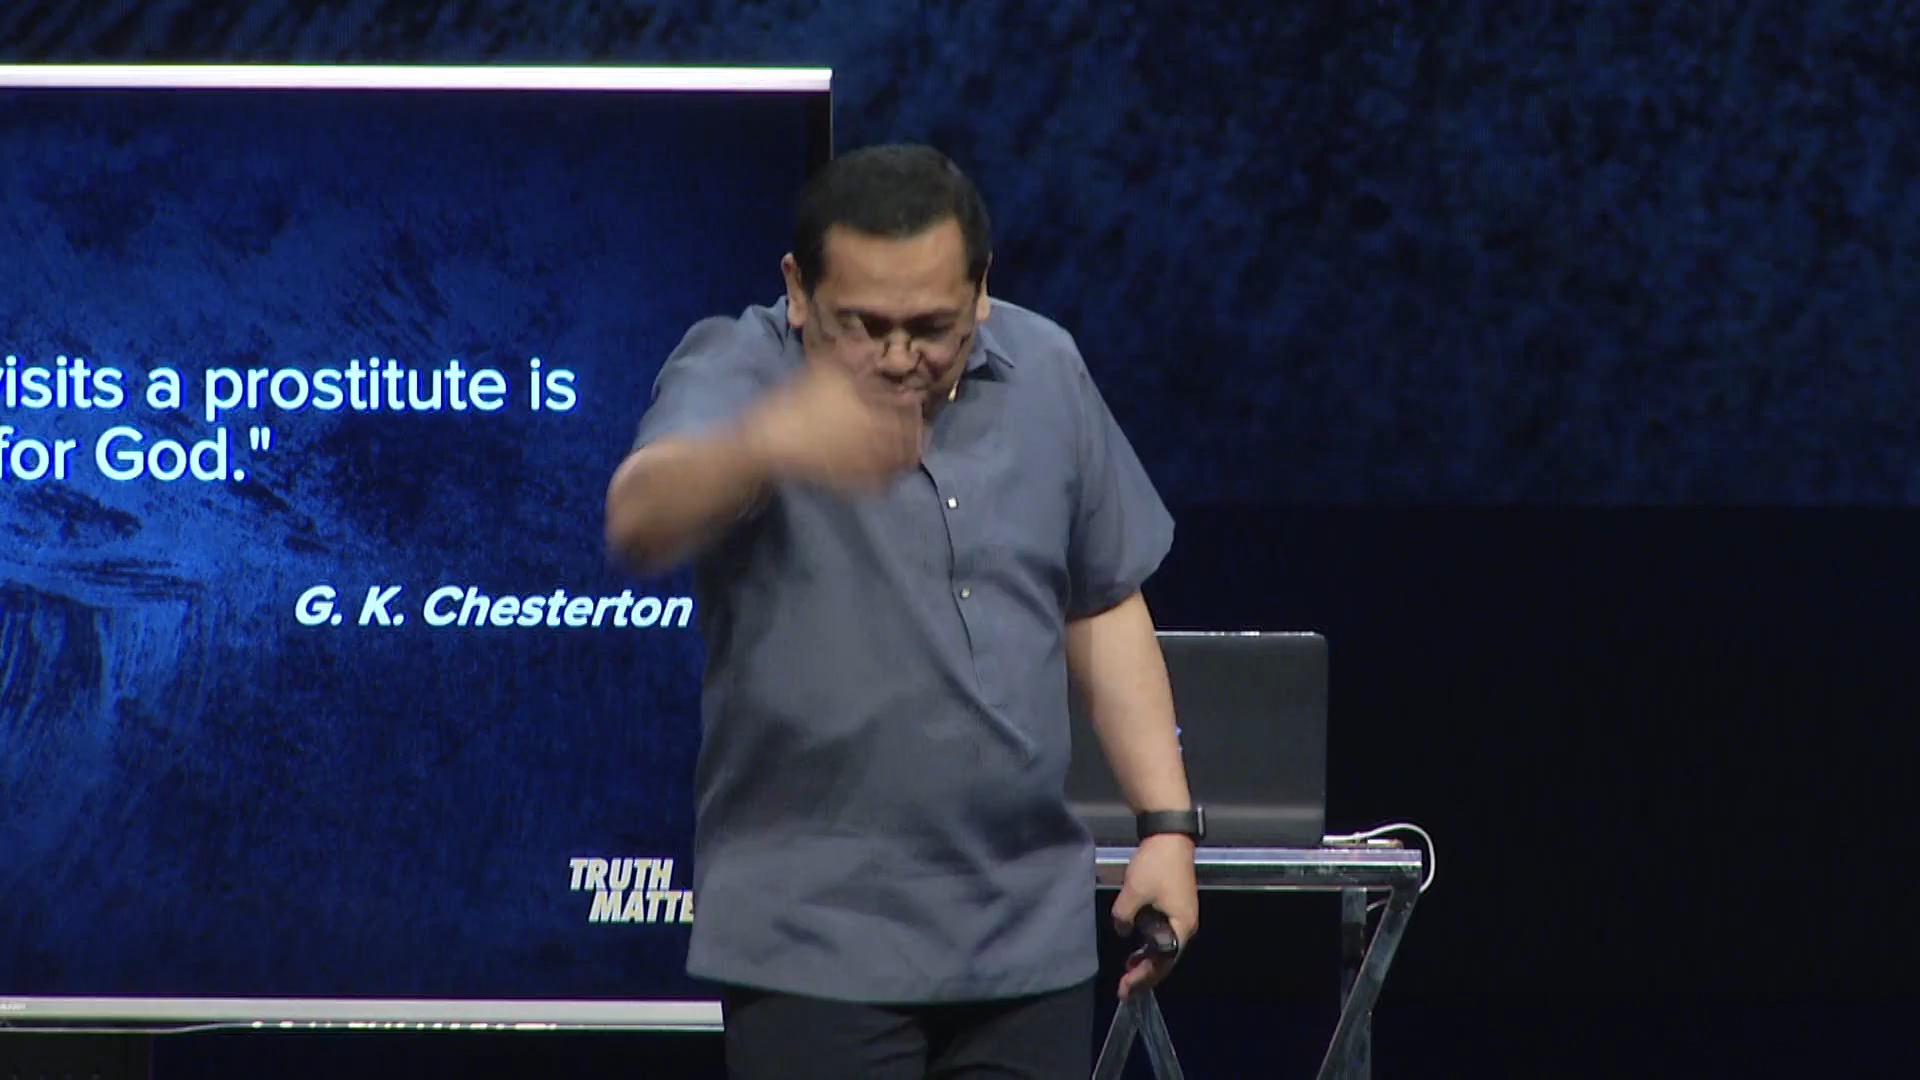 visits a prostitute is
for God."
G. K. Chesterton
TRUTH
MATTE